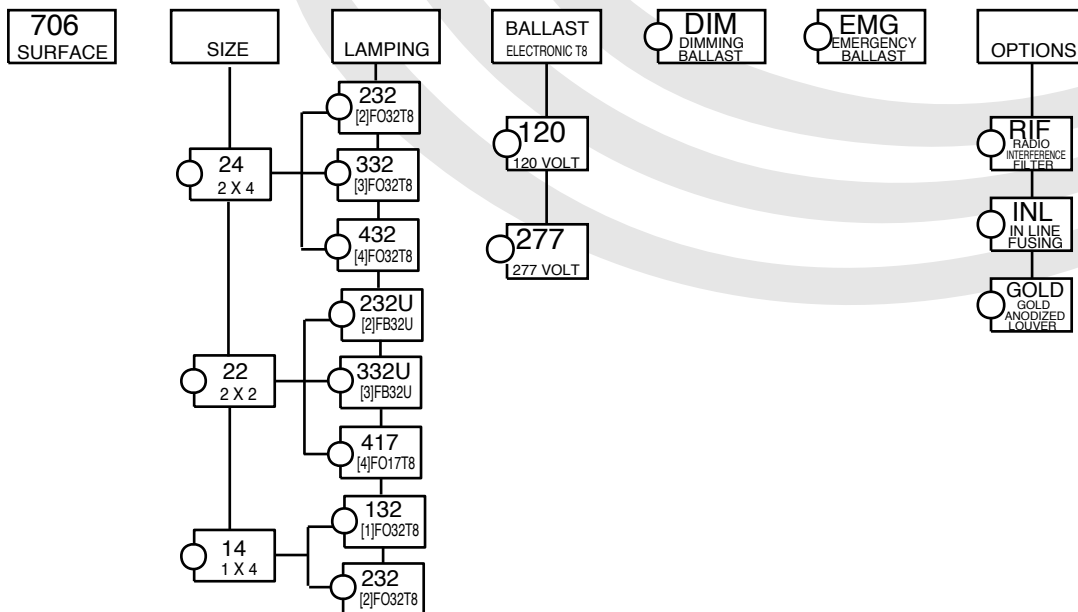 706
SURFACE
SIZE
LAMPING
BALLAST
ELECTRONIC T8
DIM
DIMMING
BALLAST
EMG
EMERGENCY
BALLAST
OPTIONS
24
2 X 4
232
[2]FO32T8
332
[3]FO32T8
432
[4]FO32T8
22
2 X 2
232U
[2]FB32U
332U
[3]FB32U
417
[4]FO17T8
14
1 X 4
132
[1]FO32T8
232
[2]FO32T8
120
120 VOLT
277
277 VOLT
RIF
RADIO
INTERFERENCE
FILTER
INL
IN LINE
FUSING
GOLD
GOLD
ANODIZED
LOUVER